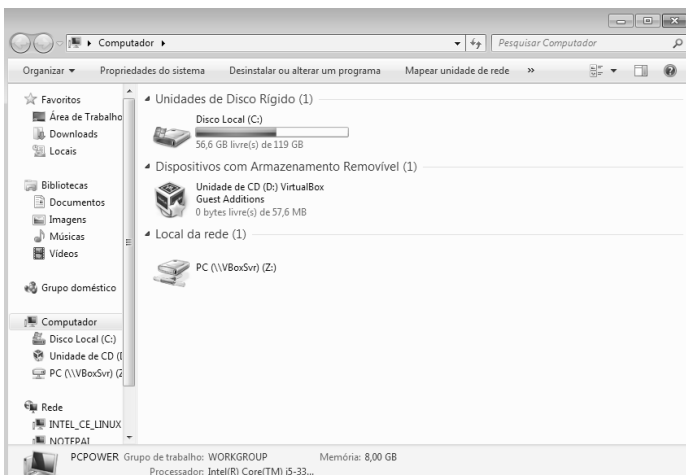 Computador
Pesquisar Computador
Organizar Propriedades do sistema Desinstalar ou alterar um programa Mapear unidade de rede »
Favoritos
Área de Trabalho
Downloads
Locais
Bibliotecas
Documentos
Imagens
Músicas
Vídeos
Grupo doméstico
Computador
Disco Local (C:)
Unidade de CD (D
PC (\\VBoxSvr) (Z
Rede
INTEL_CE_LINUX
NOTEPAL
Unidades de Disco Rígido (1)
Disco Local (C:)
56,6 GB livre(s) de 119 GB
Dispositivos com Armazenamento Removível (1)
Unidade de CD (D:) VirtualBox
Guest Additions
0 bytes livre(s) de 57,6 MB
Local da rede (1)
PC (\\VBoxSvr) (Z:)
PCPOWER Grupo de trabalho: WORKGROUP Memória: 8,00 GB
Processador: Intel(R) Core(TM) i5-33...